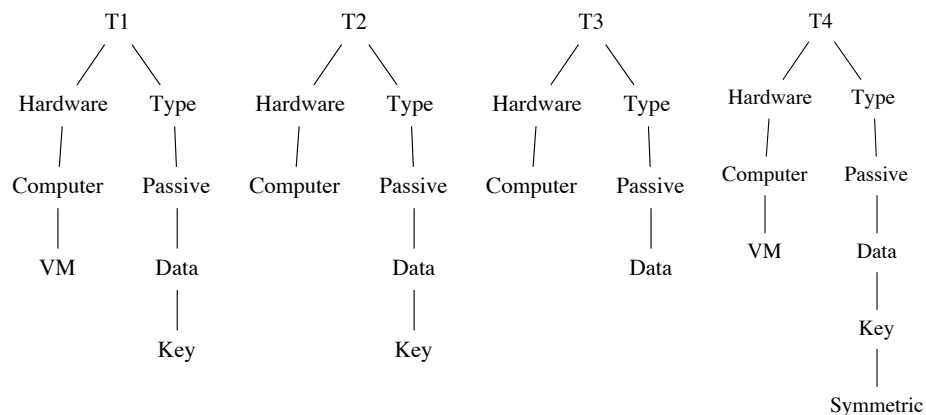 T1 T2 T3 T4
Hardware Type Hardware Type Hardware Type Hardware Type
Computer Passive Computer Passive Computer Passive Computer Passive
VM Data Data Data VM Data
Key Key Key
Symmetric